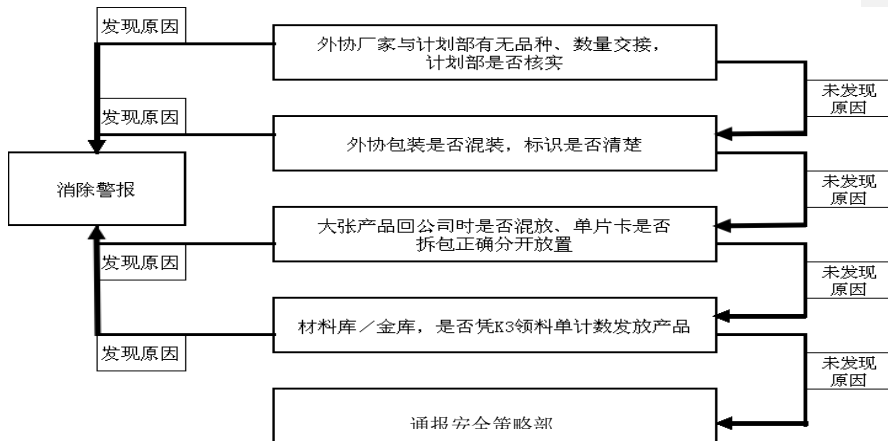 发现原因
外协厂家与计划部有无品种、数量交接，
计划部是否核实
未发现
原因
发现原因
外协包装是否混装，标识是否清楚
消除警报
未发现
原因
大张产品回公司时是否混放、单片卡是否
拆包正确分开放置
发现原因
未发现
原因
材料库／金库，是否凭K3领料单计数发放产品
发现原因
未发现
原因
通报安全策略部